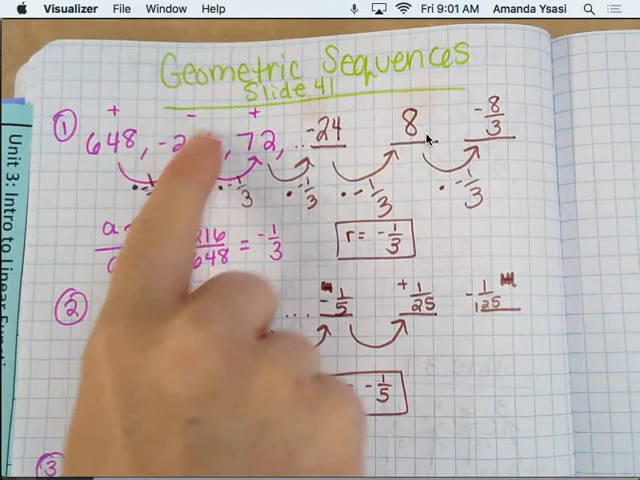 Visualizer File Window Help Fri 9:01 AM Amanda Ysasi
Geometric Sequences
Slide 41
Unit 3: Intro to Linear Function
+ - +
① 648, -2 , 72, ... -24 8 -8/3
· -1/3 · -1/3 · -1/3 · -1/3
216/648 = -1/3 r = -1/3
② ... -1/5 +1/25 -1/125
-1/5
③